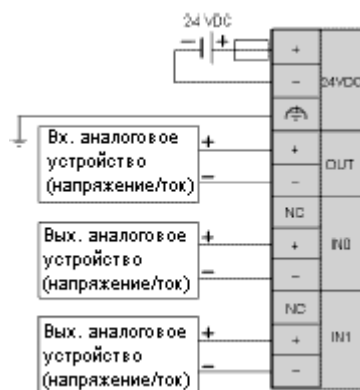 24 VDC
− +
+
− 24VDC
Вх. аналоговое
устройство
(напряжение/ток)
+ +
− − OUT
NC
Вых. аналоговое
устройство
(напряжение/ток)
+ + IN0
− −
NC
Вых. аналоговое
устройство
(напряжение/ток)
+ + IN1
− −